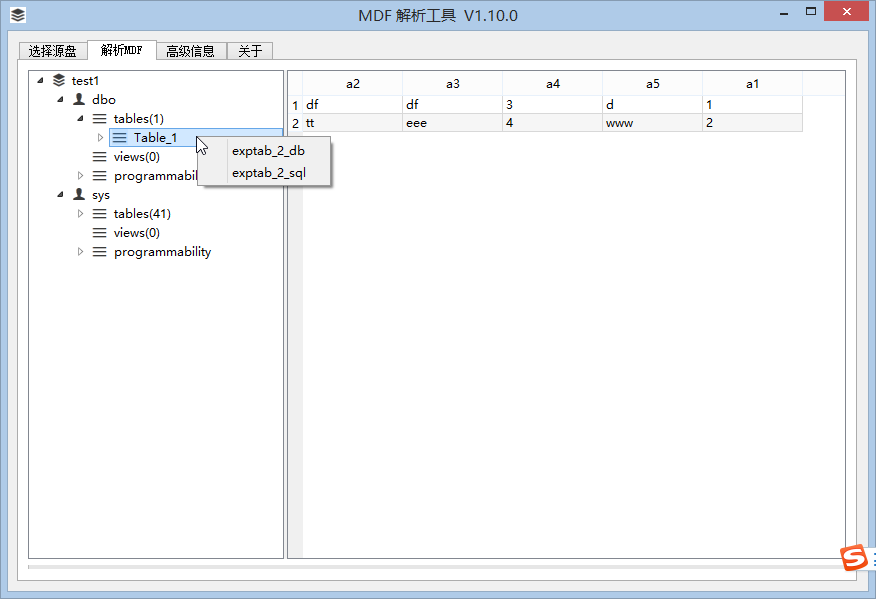 MDF 解析工具 V1.10.0
选择源盘 解析MDF 高级信息 关于
test1
dbo
tables(1)
Table_1
views(0)
programmabil
sys
tables(41)
views(0)
programmability
exptab_2_db
exptab_2_sql
a2 a3 a4 a5 a1
1 df df 3 d 1
2 tt eee 4 www 2